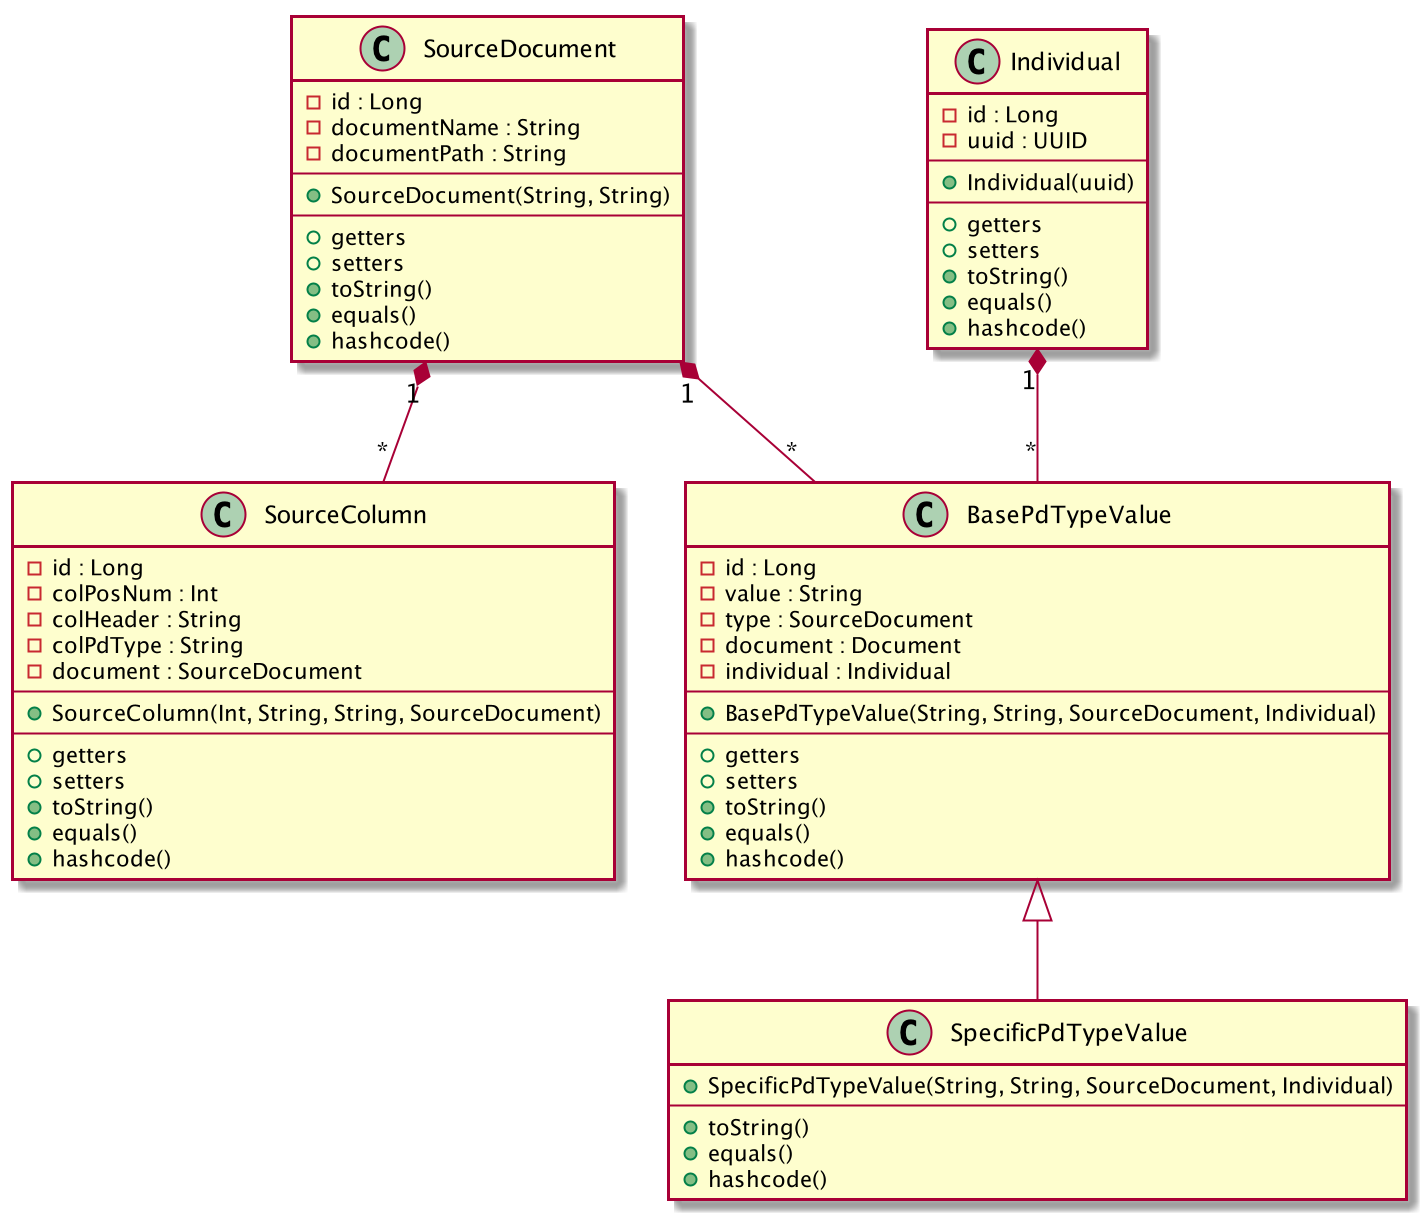 C SourceDocument
id : Long
documentName : String
documentPath : String
SourceDocument(String, String)
getters
setters
toString()
equals()
hashcode()
C Individual
id : Long
uuid : UUID
Individual(uuid)
getters
setters
toString()
equals()
hashcode()
1
*
1
*
1
*
C SourceColumn
id : Long
colPosNum : Int
colHeader : String
colPdType : String
document : SourceDocument
SourceColumn(Int, String, String, SourceDocument)
getters
setters
toString()
equals()
hashcode()
C BasePdTypeValue
id : Long
value : String
type : SourceDocument
document : Document
individual : Individual
BasePdTypeValue(String, String, SourceDocument, Individual)
getters
setters
toString()
equals()
hashcode()
C SpecificPdTypeValue
SpecificPdTypeValue(String, String, SourceDocument, Individual)
toString()
equals()
hashcode()